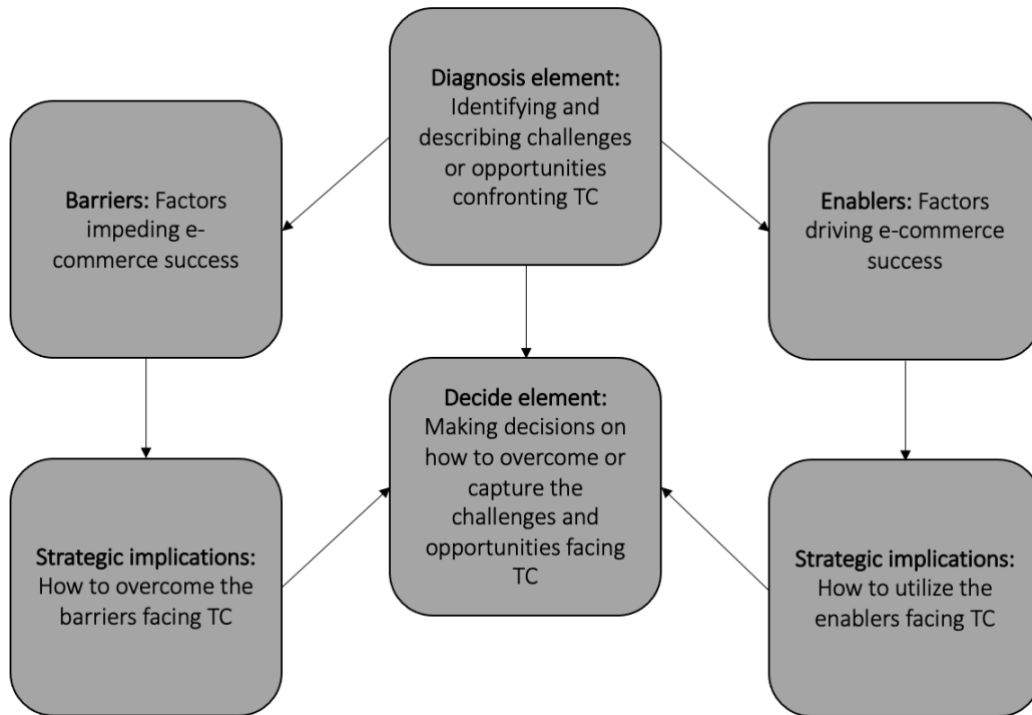 Diagnosis element:
Identifying and
describing challenges
or opportunities
confronting TC
Barriers: Factors
impeding e-
commerce success
Enablers: Factors
driving e-commerce
success
Decide element:
Making decisions on
how to overcome or
capture the
challenges and
opportunities facing
TC
Strategic implications:
How to overcome the
barriers facing TC
Strategic implications:
How to utilize the
enablers facing TC